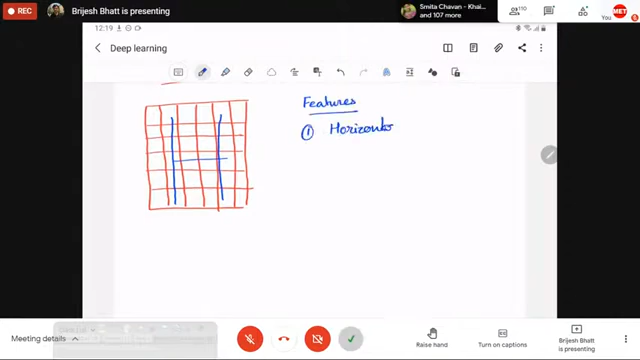 REC
Brijesh Bhatt is presenting
Smita Chavan - Khai...
and 107 more
110
You
MET
12:19
Deep learning
Features
① Horizonta
Meeting details
Raise hand
Turn on captions
Brijesh Bhatt
is presenting